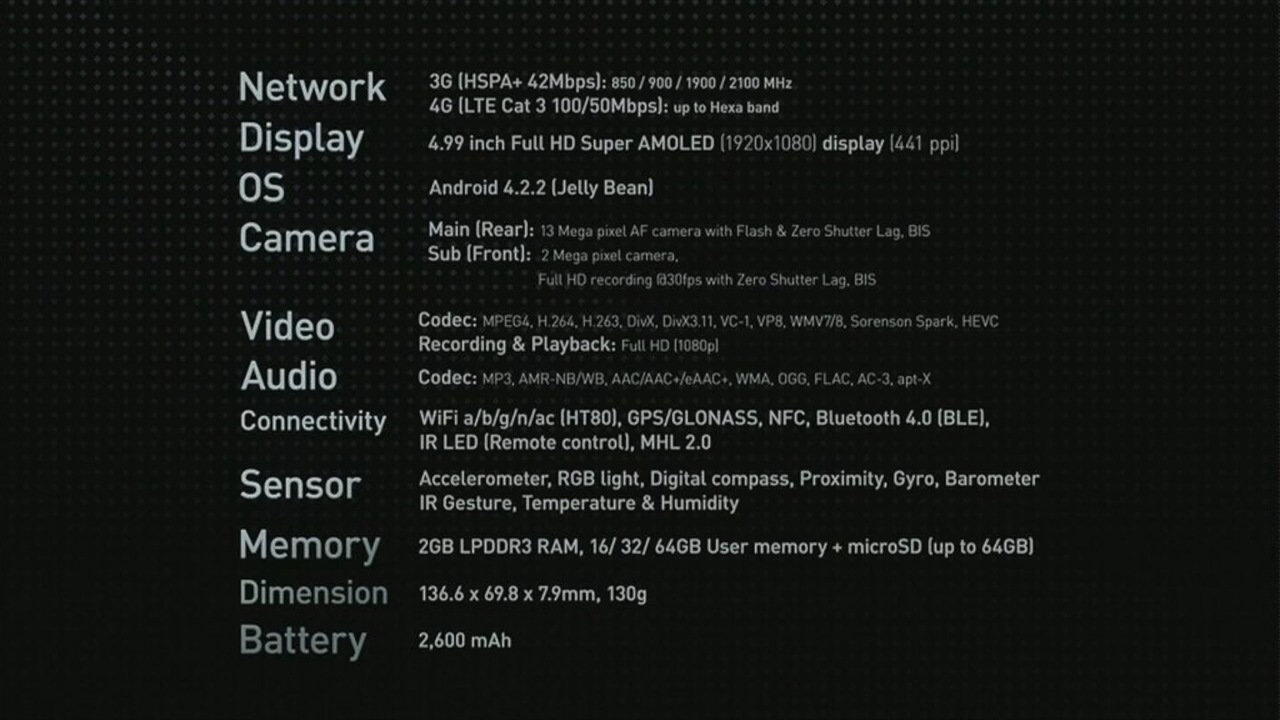 Network 3G (HSPA+ 42Mbps): 850 / 900 / 1900 / 2100 MHz
4G (LTE Cat 3 100/50Mbps): up to Hexa band
Display 4.99 inch Full HD Super AMOLED (1920x1080) display (441 ppi)
OS Android 4.2.2 (Jelly Bean)
Camera Main (Rear): 13 Mega pixel AF camera with Flash & Zero Shutter Lag, BIS
Sub (Front): 2 Mega pixel camera,
Full HD recording @30fps with Zero Shutter Lag, BIS
Video Codec: MPEG4, H.264, H.263, DivX, DivX3.11, VC-1, VP8, WMV7/8, Sorenson Spark, HEVC
Recording & Playback: Full HD (1080p)
Audio Codec: MP3, AMR-NB/WB, AAC/AAC+/eAAC+, WMA, OGG, FLAC, AC-3, apt-X
Connectivity WiFi a/b/g/n/ac (HT80), GPS/GLONASS, NFC, Bluetooth 4.0 (BLE),
IR LED (Remote control), MHL 2.0
Sensor Accelerometer, RGB light, Digital compass, Proximity, Gyro, Barometer
IR Gesture, Temperature & Humidity
Memory 2GB LPDDR3 RAM, 16/ 32/ 64GB User memory + microSD (up to 64GB)
Dimension 136.6 x 69.8 x 7.9mm, 130g
Battery 2,600 mAh